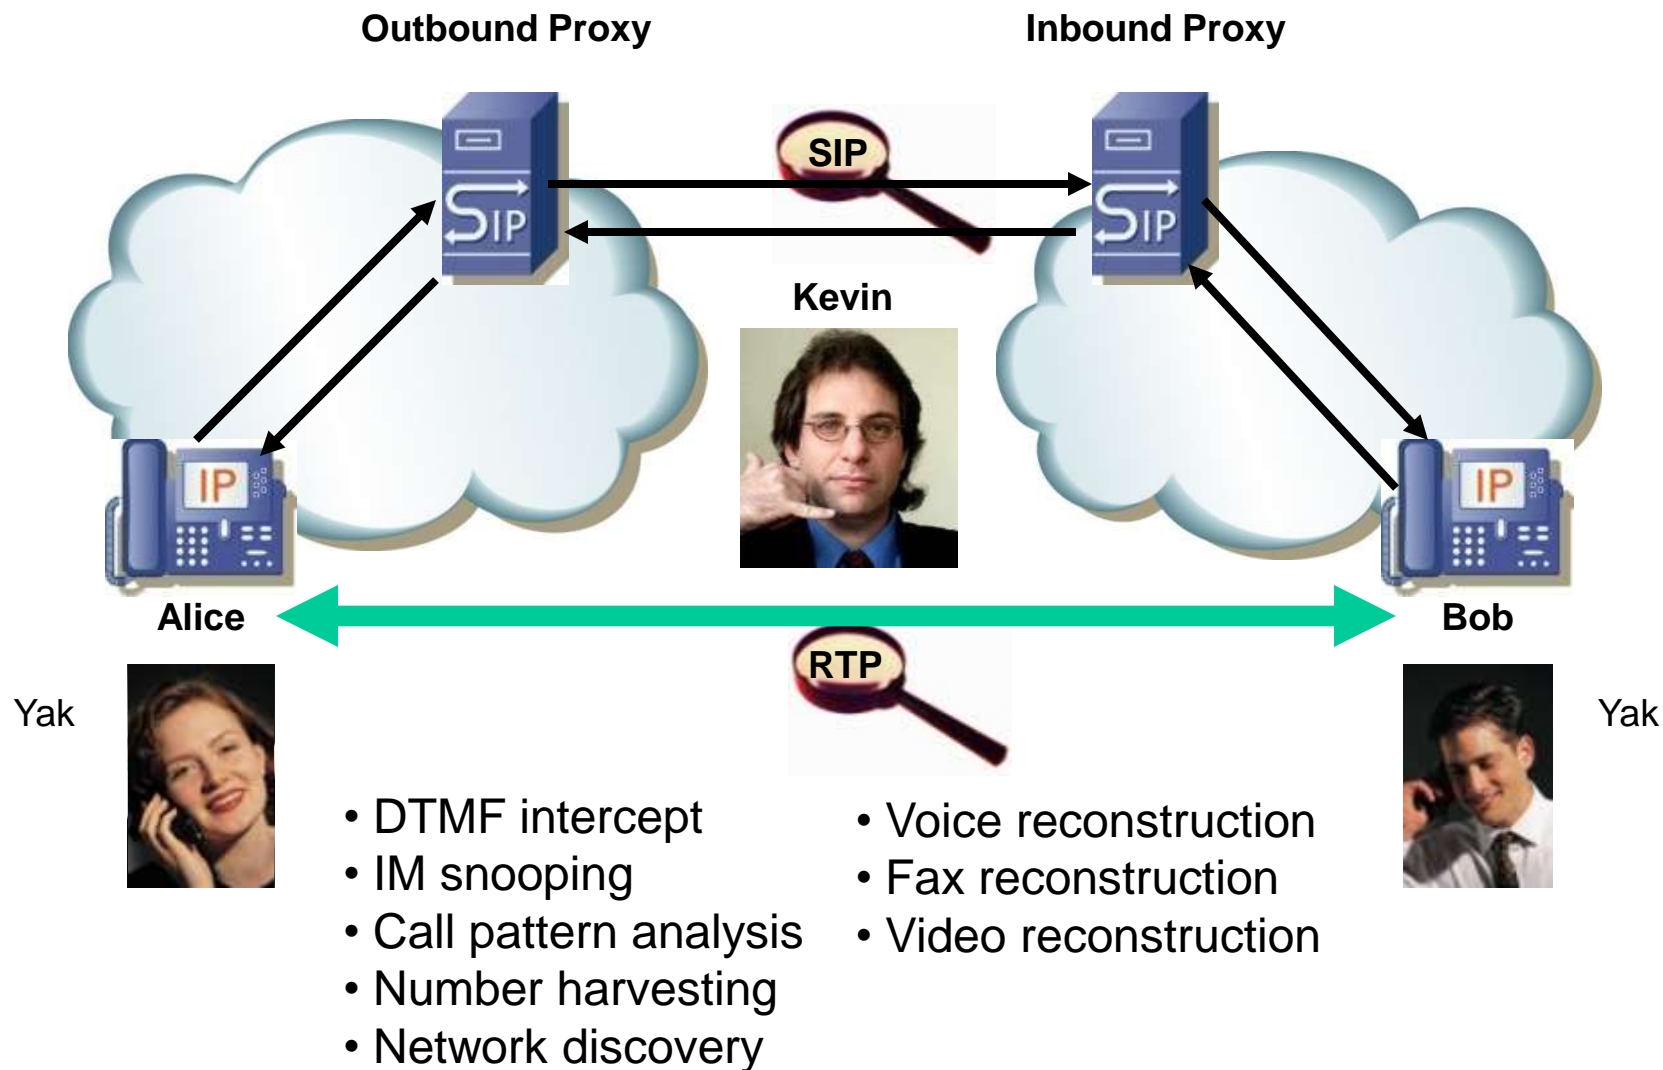 Outbound Proxy
Inbound Proxy
SIP
SIP
SIP
Kevin
IP
IP
Alice
Bob
RTP
Yak
Yak
• DTMF intercept
• IM snooping
• Call pattern analysis
• Number harvesting
• Network discovery
• Voice reconstruction
• Fax reconstruction
• Video reconstruction